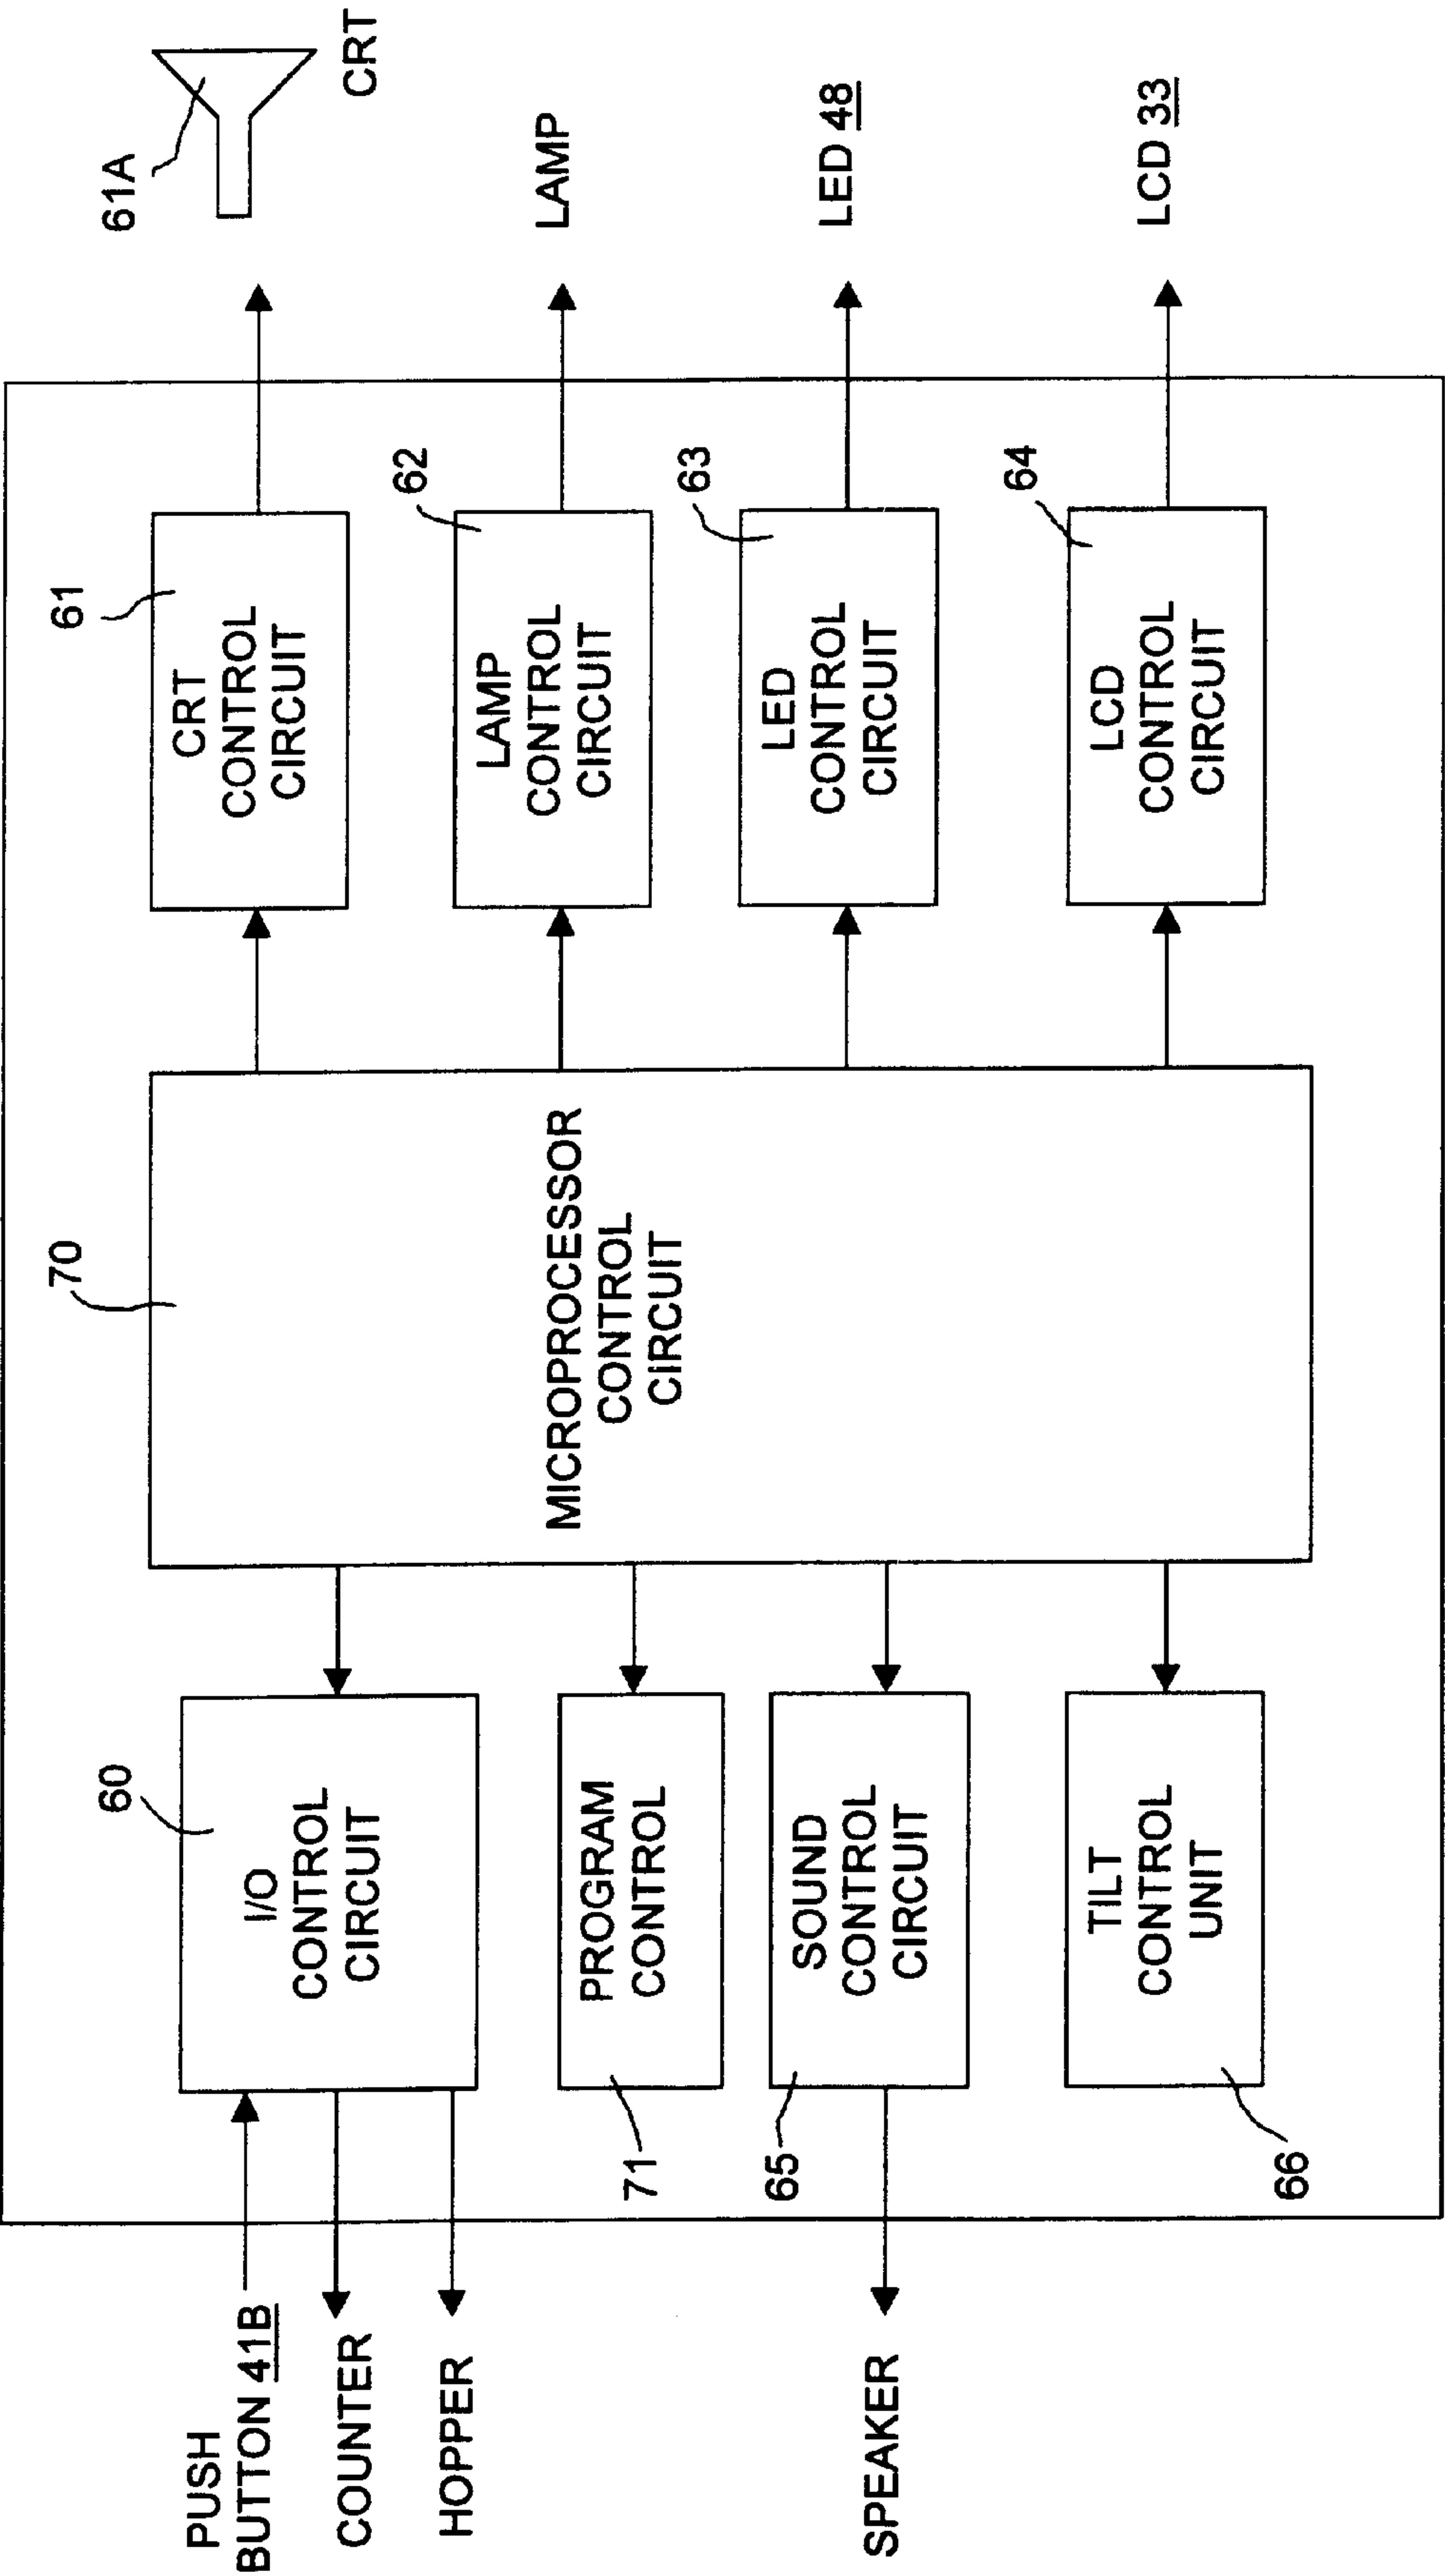 PUSH
BUTTON 41B
COUNTER
HOPPER
SPEAKER
60
I/O
CONTROL
CIRCUIT
PROGRAM
CONTROL
71
SOUND
CONTROL
CIRCUIT
65
TILT
CONTROL
UNIT
66
70
MICROPROCESSOR
CONTROL
CIRCUIT
61
CRT
CONTROL
CIRCUIT
62
LAMP
CONTROL
CIRCUIT
63
LED
CONTROL
CIRCUIT
64
LCD
CONTROL
CIRCUIT
61A
CRT
LAMP
LED 48
LCD 33